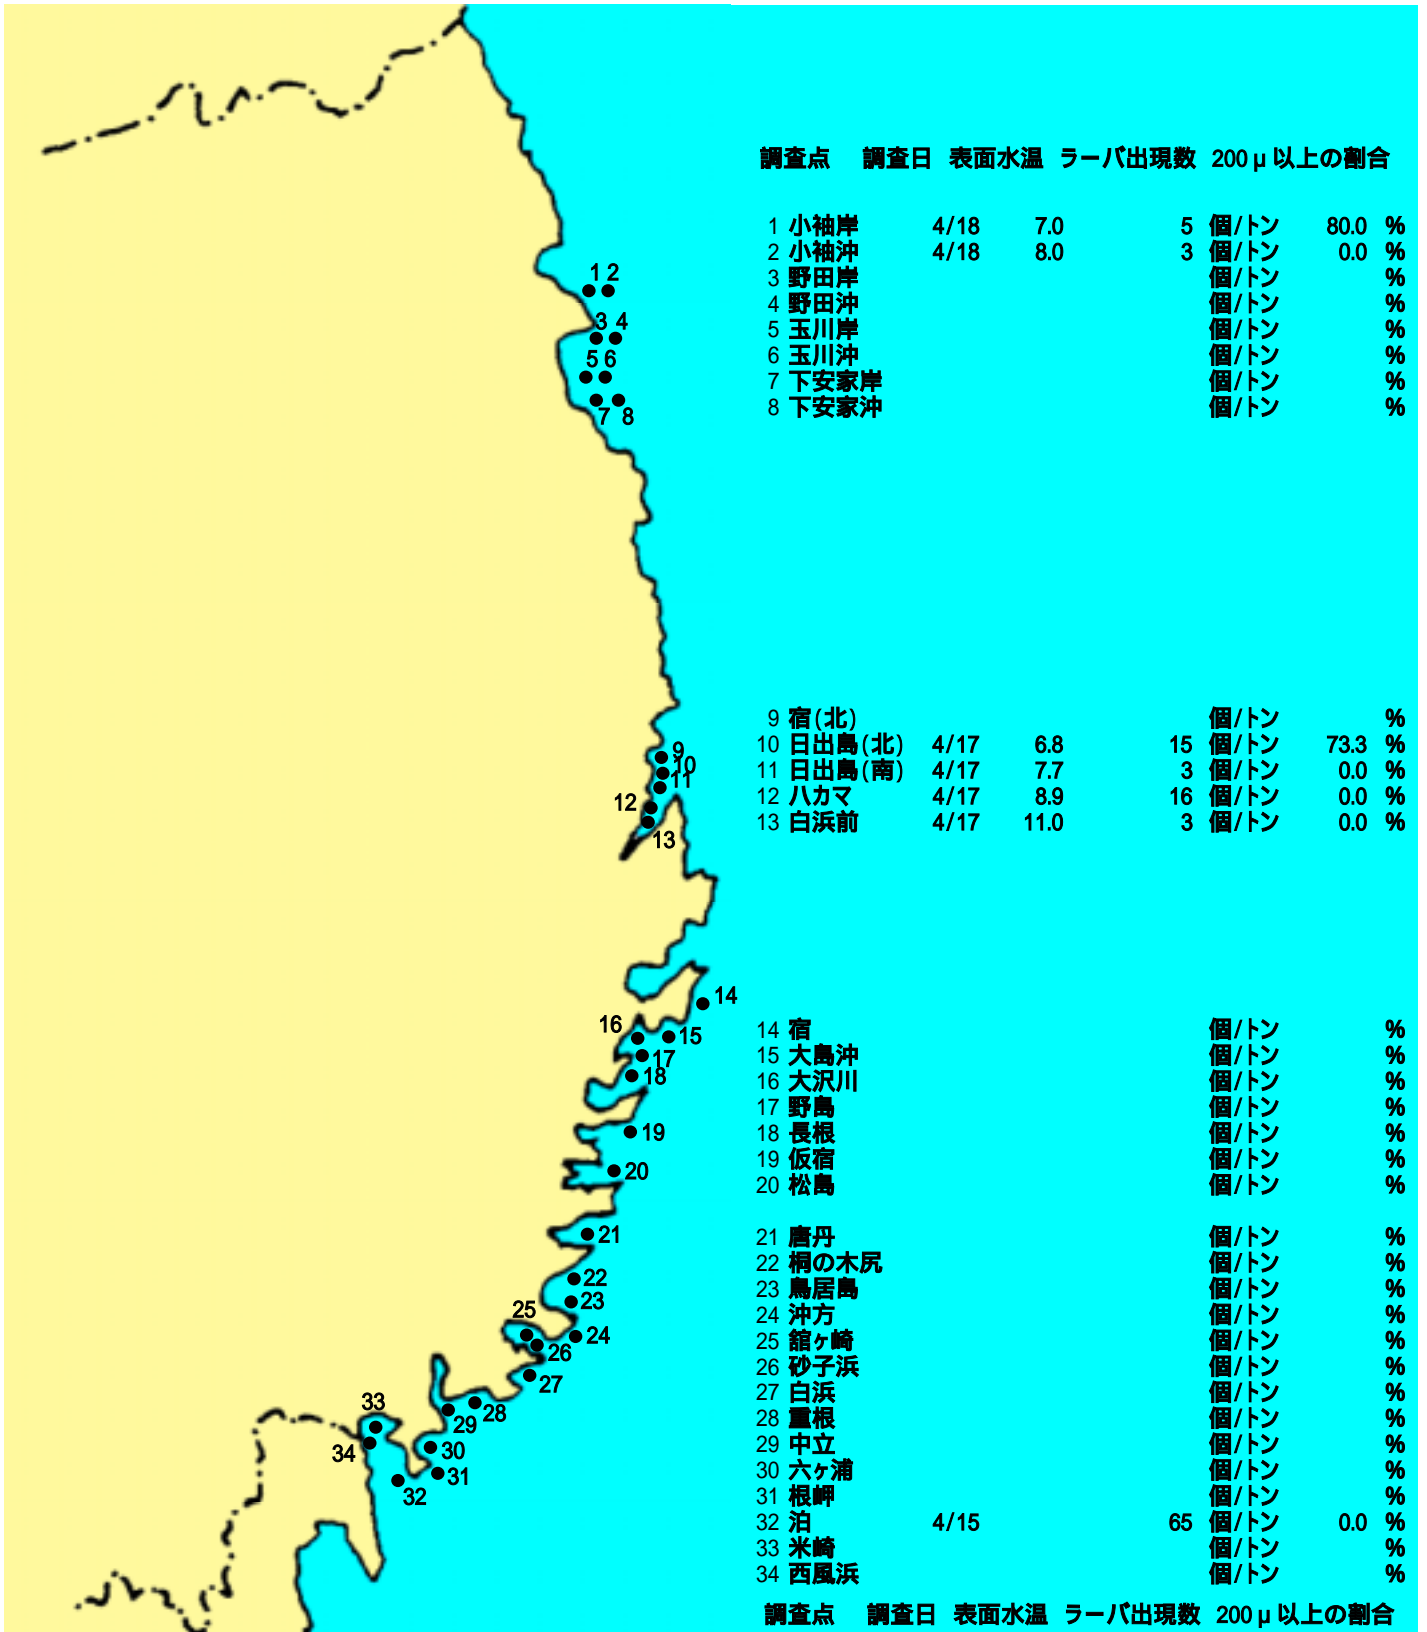 調査点 調査日 表面水温 ラーバ出現数 200μ以上の割合
1 小袖岸 4/18 7.0 5 個/トン 80.0 %
2 小袖沖 4/18 8.0 3 個/トン 0.0 %
3 野田岸 個/トン %
4 野田沖 個/トン %
5 玉川岸 個/トン %
6 玉川沖 個/トン %
7 下安家岸 個/トン %
8 下安家沖 個/トン %
1 2
3 4
5 6
7 8
9 宿(北) 個/トン %
10 日出島(北) 4/17 6.8 15 個/トン 73.3 %
11 日出島(南) 4/17 7.7 3 個/トン 0.0 %
12 ハカマ 4/17 8.9 16 個/トン 0.0 %
13 白浜前 4/17 11.0 3 個/トン 0.0 %
9
10
11
12
13
14 宿 個/トン %
15 大島沖 個/トン %
16 大沢川 個/トン %
17 野島 個/トン %
18 長根 個/トン %
19 仮宿 個/トン %
20 松島 個/トン %
14
16
15
17
18
19
20
21 唐丹 個/トン %
22 桐の木尻 個/トン %
23 鳥居島 個/トン %
24 沖方 個/トン %
25 舘ヶ崎 個/トン %
26 砂子浜 個/トン %
27 白浜 個/トン %
28 重根 個/トン %
29 中立 個/トン %
30 六ヶ浦 個/トン %
31 根岬 個/トン %
32 泊 4/15 65 個/トン 0.0 %
33 米崎 個/トン %
34 西風浜 個/トン %
21
22
23
25
24
26
27
33
28
29
34
30
31
32
調査点 調査日 表面水温 ラーバ出現数 200μ以上の割合